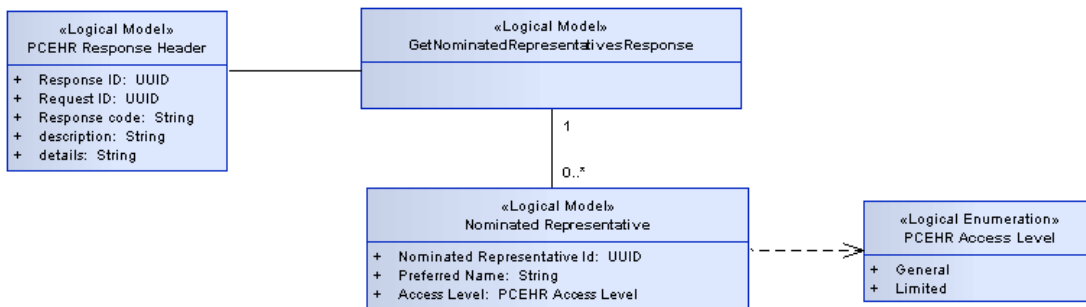 «Logical Model»
PCEHR Response Header
+ Response ID: UUID
+ Request ID: UUID
+ Response code: String
+ description: String
+ details: String
«Logical Model»
GetNominatedRepresentativesResponse
1
0..*
«Logical Model»
Nominated Representative
+ Nominated Representative Id: UUID
+ Preferred Name: String
+ Access Level: PCEHR Access Level
«Logical Enumeration»
PCEHR Access Level
+ General
+ Limited